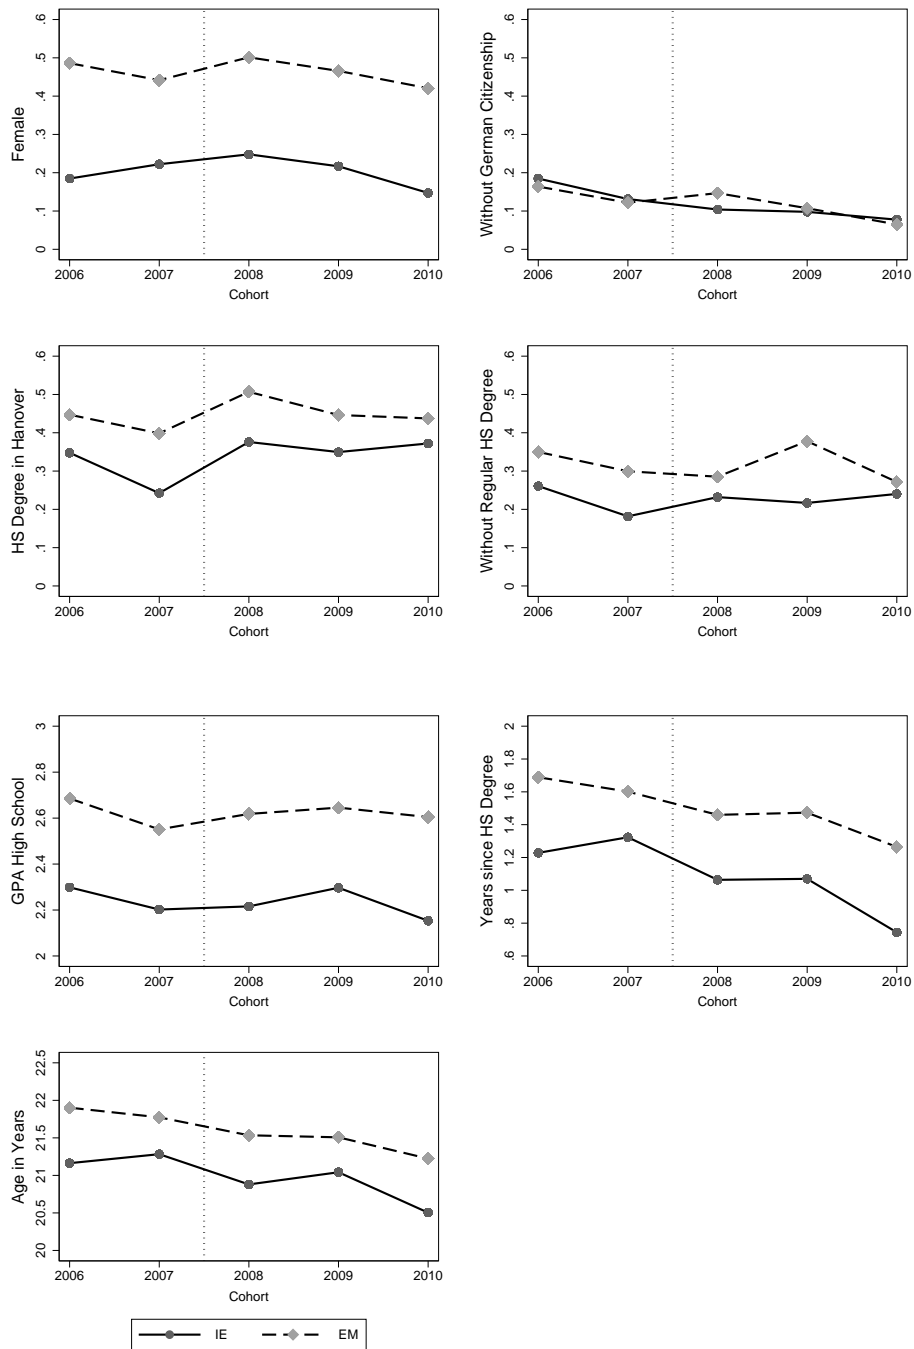 Female
0 .1 .2 .3 .4 .5 .6
2006 2007 2008 2009 2010
Cohort
Without German Citizenship
0 .1 .2 .3 .4 .5 .6
2006 2007 2008 2009 2010
Cohort
HS Degree in Hanover
0 .1 .2 .3 .4 .5 .6
2006 2007 2008 2009 2010
Cohort
Without Regular HS Degree
0 .1 .2 .3 .4 .5 .6
2006 2007 2008 2009 2010
Cohort
GPA High School
2 2.2 2.4 2.6 2.8 3
2006 2007 2008 2009 2010
Cohort
Years since HS Degree
.6 .8 1 1.2 1.4 1.6 1.8 2
2006 2007 2008 2009 2010
Cohort
Age in Years
20 20.5 21 21.5 22 22.5
2006 2007 2008 2009 2010
Cohort
IE EM